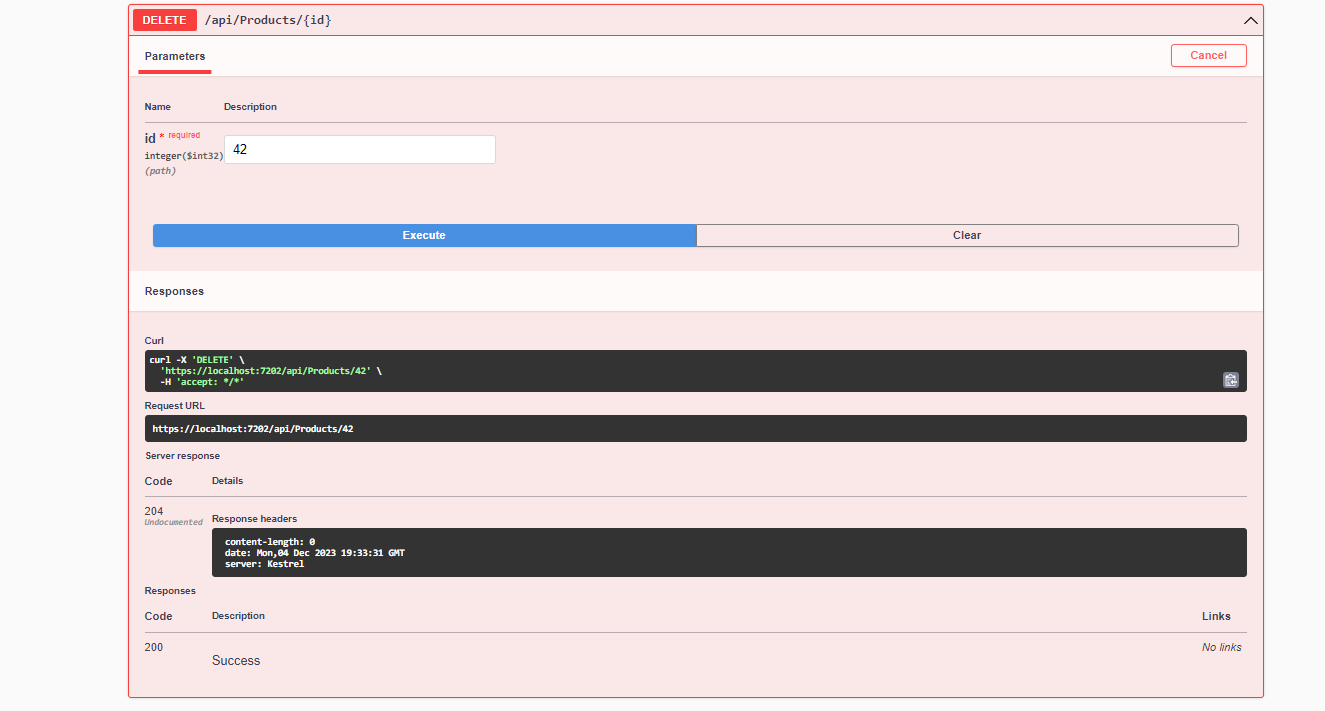 DELETE /api/Products/{id}
Parameters
Cancel
Name Description
id * required
integer($int32)
(path)
42
Execute Clear
Responses
Curl
curl -X 'DELETE' \
'https://localhost:7202/api/Products/42' \
-H 'accept: */*'
Request URL
https://localhost:7202/api/Products/42
Server response
Code Details
204
Undocumented
Response headers
content-length: 0
date: Mon,04 Dec 2023 19:33:31 GMT
server: Kestrel
Responses
Code Description Links
200 No links
Success